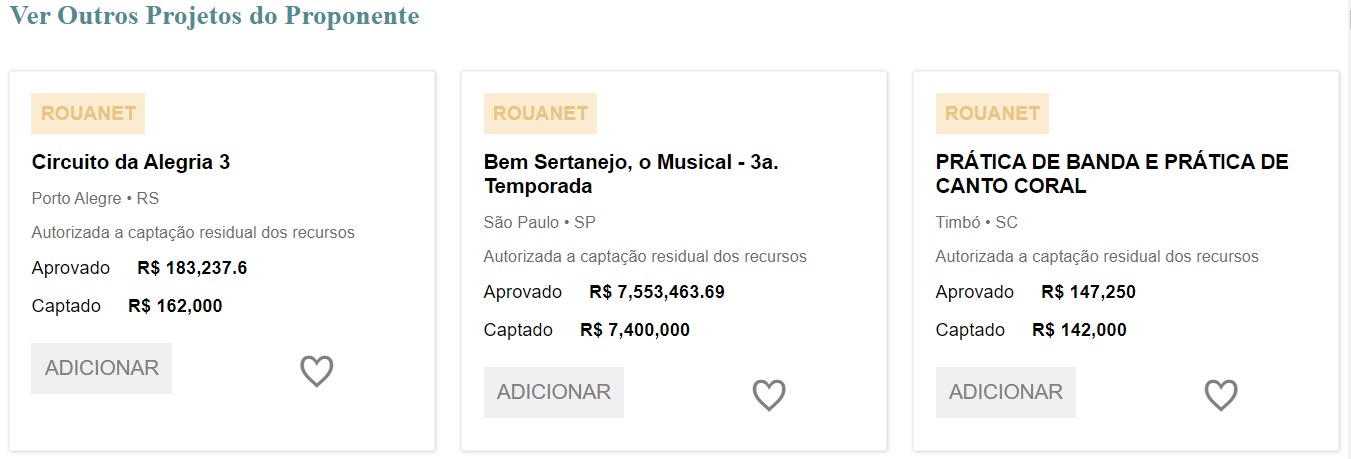 Ver Outros Projetos do Proponente
ROUANET
Circuito da Alegria 3
Porto Alegre • RS
Autorizada a captação residual dos recursos
Aprovado R$ 183,237.6
Captado R$ 162,000
ADICIONAR
ROUANET
Bem Sertanejo, o Musical - 3a.
Temporada
São Paulo • SP
Autorizada a captação residual dos recursos
Aprovado R$ 7,553,463.69
Captado R$ 7,400,000
ADICIONAR
ROUANET
PRÁTICA DE BANDA E PRÁTICA DE
CANTO CORAL
Timbó • SC
Autorizada a captação residual dos recursos
Aprovado R$ 147,250
Captado R$ 142,000
ADICIONAR